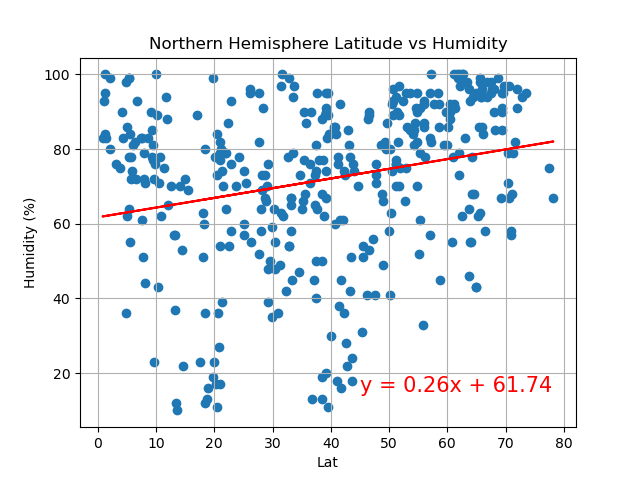 Northern Hemisphere Latitude vs Humidity
Humidity (%)
100
80
60
40
20
y = 0.26x + 61.74
0 10 20 30 40 50 60 70 80
Lat